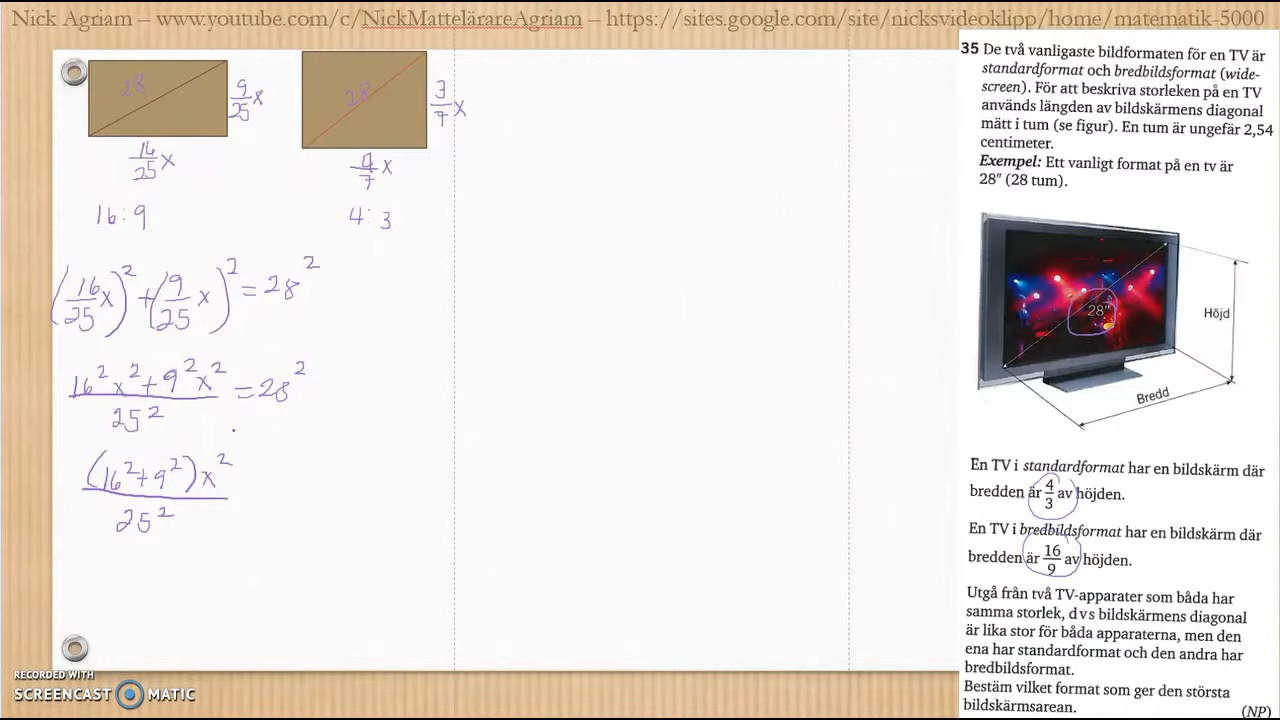 Nick Agriam – www.youtube.com/c/NickMattelärareAgriam – https://sites.google.com/site/nicksvideoklipp/home/matematik-5000
28
9/25 x
16/25 x
16:9
28
3/7 x
4/7 x
4:3
(16/25 x)² + (9/25 x)² = 28²
(16²x² + 9²x²)/25² = 28²
(16²+9²)x²/25²
35 De två vanligaste bildformaten för en TV är
standardformat och bredbildsformat (wide-
screen). För att beskriva storleken på en TV
används längden av bildskärmens diagonal
mätt i tum (se figur). En tum är ungefär 2,54
centimeter.
Exempel: Ett vanligt format på en tv är
28″ (28 tum).
28″
Höjd
Bredd
En TV i standardformat har en bildskärm där
bredden är 4/3 av höjden.
En TV i bredbildsformat har en bildskärm där
bredden är 16/9 av höjden.
Utgå från två TV-apparater som båda har
samma storlek, dvs bildskärmens diagonal
är lika stor för båda apparaterna, men den
ena har standardformat och den andra har
bredbildsformat.
Bestäm vilket format som ger den största
bildskärmsarean.
(NP)
RECORDED WITH
SCREENCAST MATIC